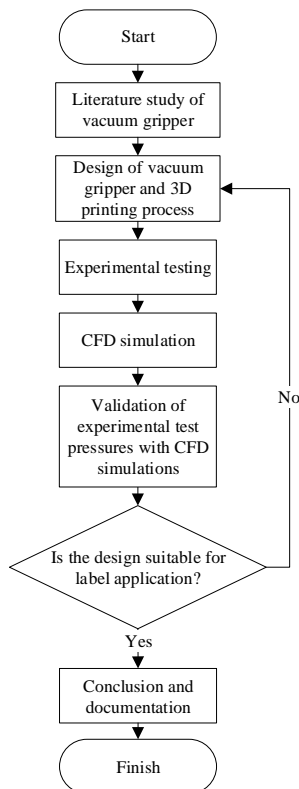 Start
Literature study of
vacuum gripper
Design of vacuum
gripper and 3D
printing process
Experimental testing
CFD simulation
Validation of
experimental test
pressures with CFD
simulations
No
Is the design suitable for
label application?
Yes
Conclusion and
documentation
Finish